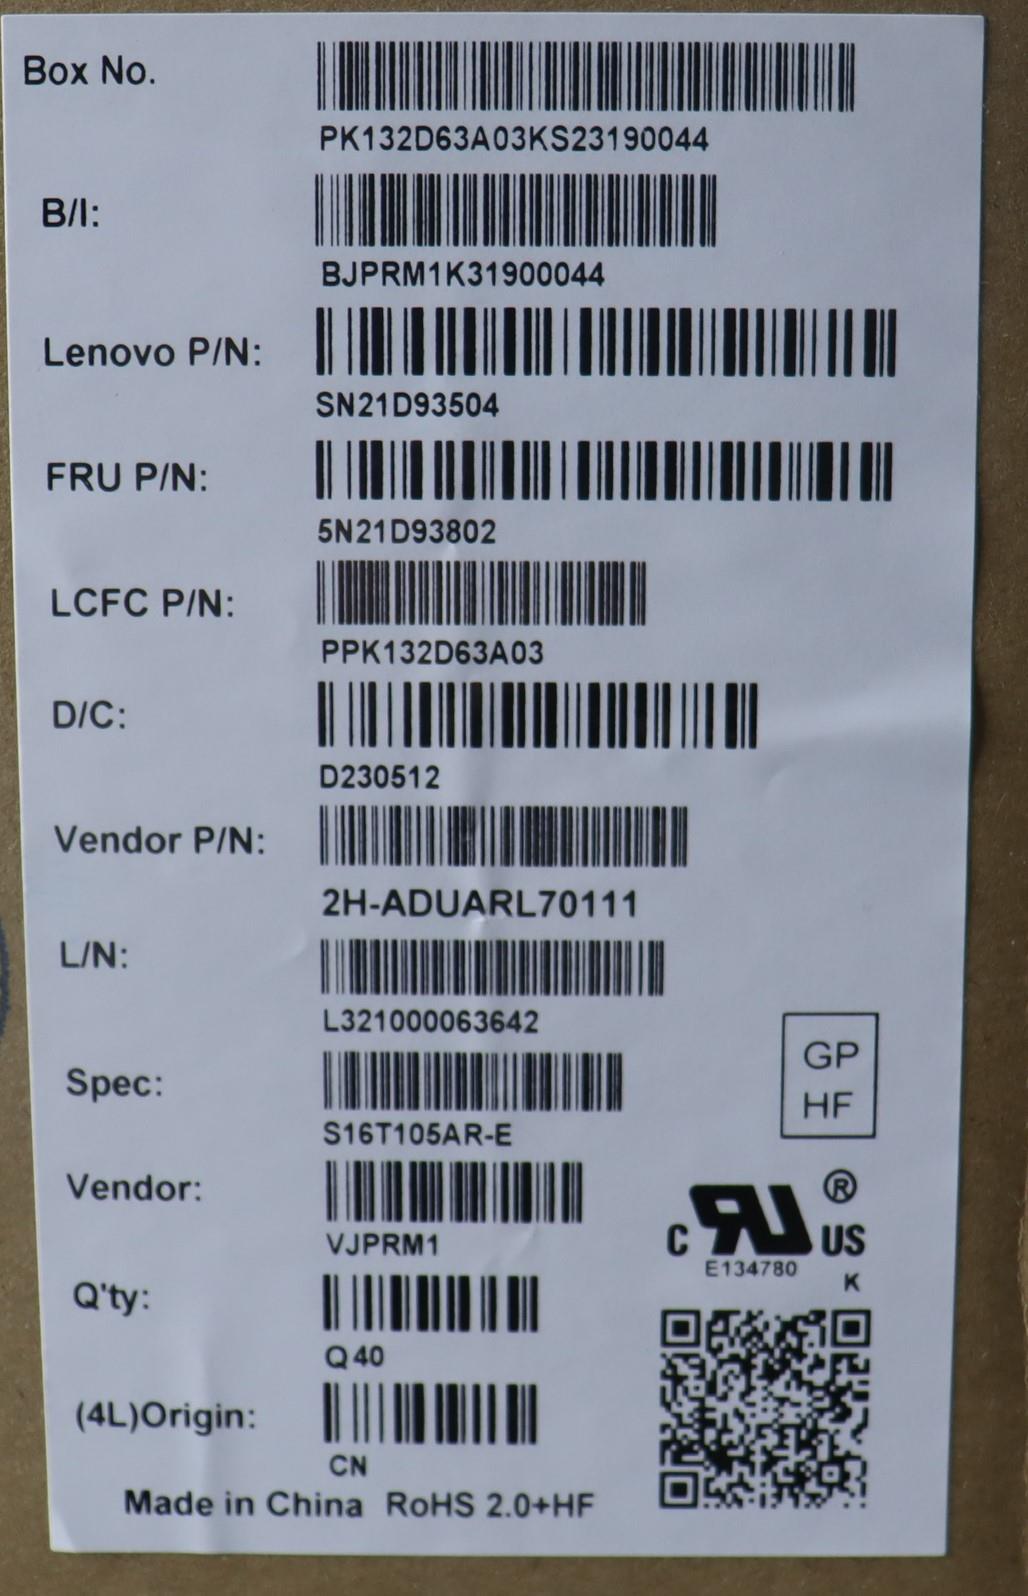 Box No.
PK132D63A03KS23190044
B/I:
BJPRM1K31900044
Lenovo P/N:
SN21D93504
FRU P/N:
5N21D93802
LCFC P/N:
PPK132D63A03
D/C:
D230512
Vendor P/N:
2H-ADUARL70111
L/N:
L321000063642
GP
HF
Spec:
S16T105AR-E
Vendor:
VJPRM1
C RU US ®
E134780
K
Q'ty:
Q40
(4L)Origin:
CN
Made in China RoHS 2.0+HF